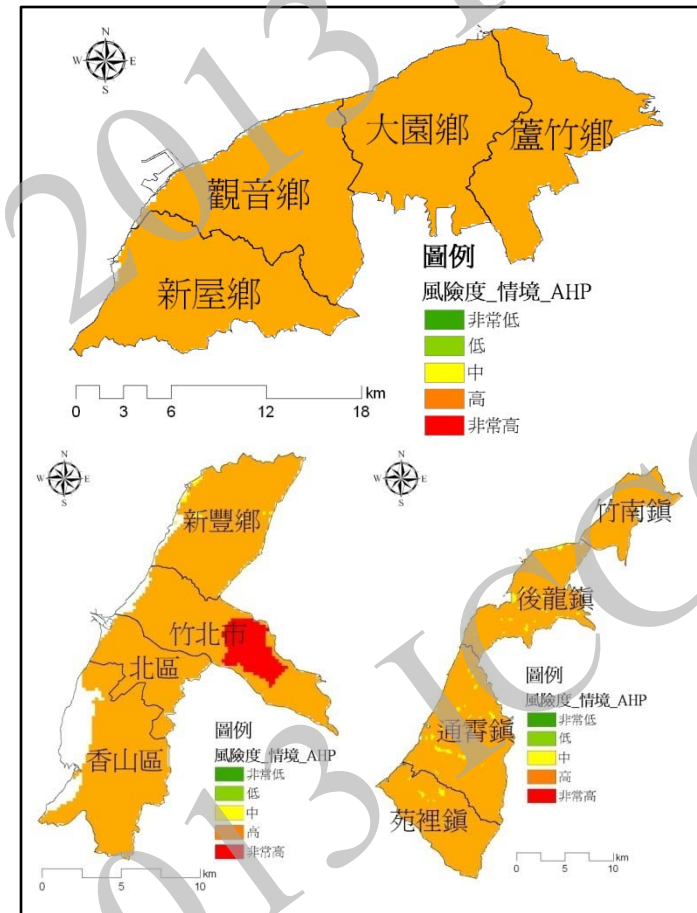 2013 ICCO
2013 ICCO
N
W E
S
大園鄉
蘆竹鄉
觀音鄉
新屋鄉
圖例
風險度_情境_AHP
非常低
低
中
高
非常高
km
0 3 6 12 18
N
W E
S
新豐鄉
竹北市
北區
香山區
圖例
風險度_情境_AHP
非常低
低
中
高
非常高
km
0 5 10
N
W E
S
竹南鎮
後龍鎮
通霄鎮
苑裡鎮
圖例
風險度_情境_AHP
非常低
低
中
高
非常高
km
0 5 10